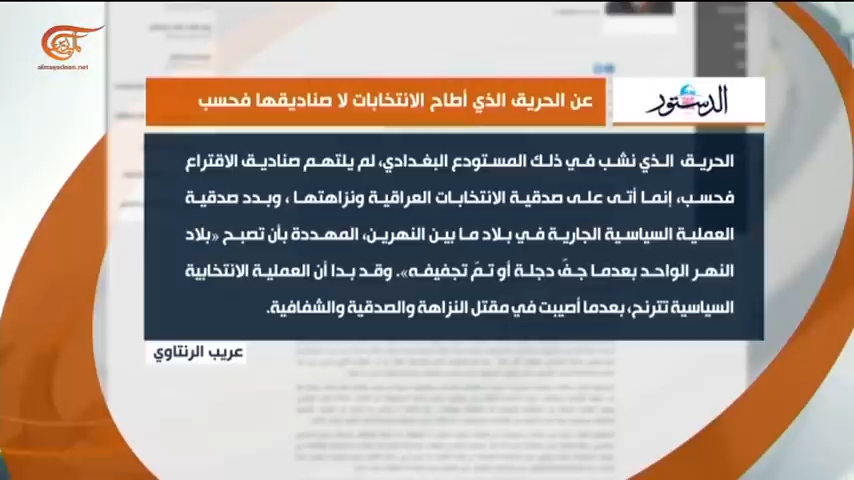 الميادين
almayadeen.net
الدستور
عن الحريق الذي أطاح الانتخابات لا صناديقها فحسب
الحريق الذي نشب في ذلك المستودع البغدادي، لم يلتهم صناديق الاقتراع
فحسب، إنما أتى على صدقية الانتخابات العراقية ونزاهتها، وبدد صدقية
العملية السياسية الجارية في بلاد ما بين النهرين، المهددة بأن تصبح «بلاد
النهر الواحد بعدما جفّ دجلة أو تمّ تجفيفه». وقد بدا أن العملية الانتخابية
السياسية تترنح، بعدما أصيبت في مقتل النزاهة والصدقية والشفافية.
عريب الرنتاوي